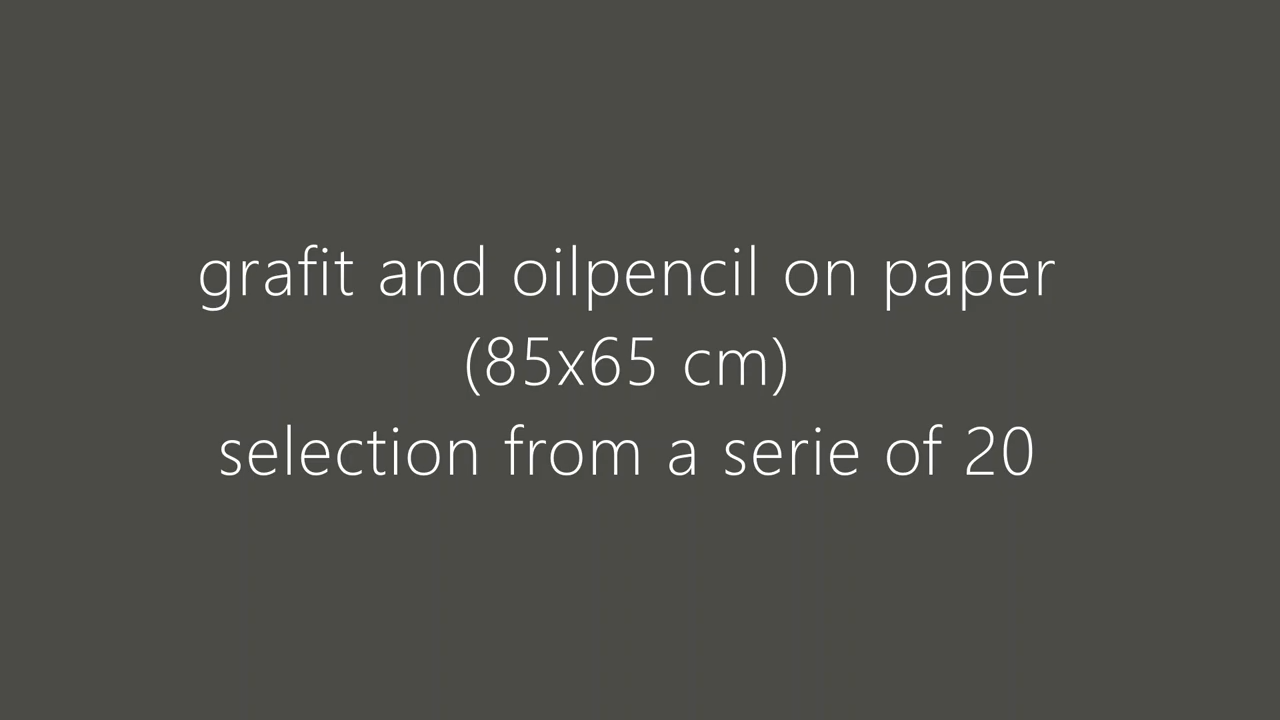 grafit and oilpencil on paper
(85x65 cm)
selection from a serie of 20